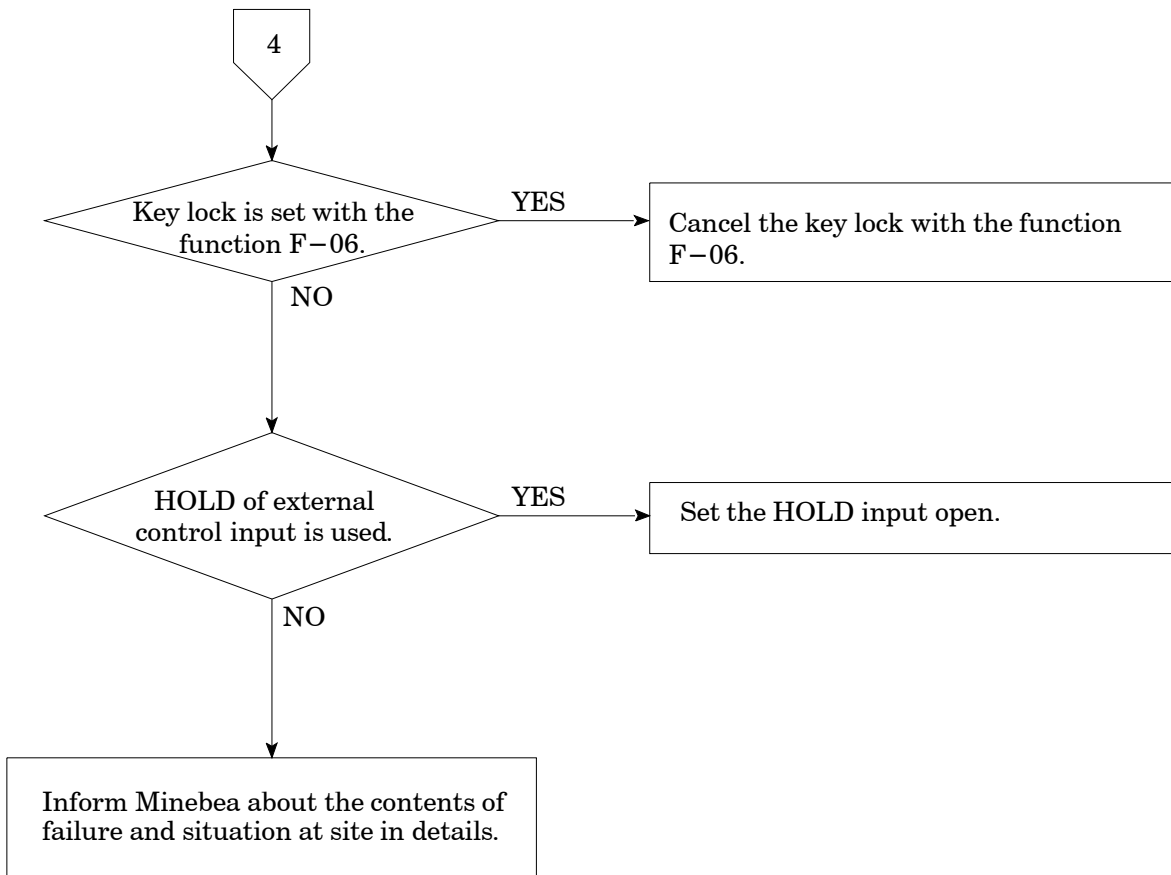 4
Key lock is set with the
function F−06.
YES
Cancel the key lock with the function
F−06.
NO
HOLD of external
control input is used.
YES
Set the HOLD input open.
NO
Inform Minebea about the contents of
failure and situation at site in details.